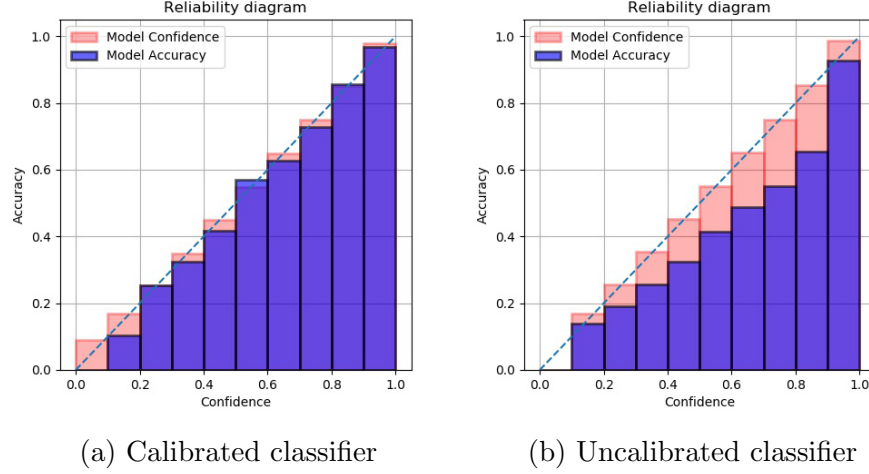 Reliability diagram
Model Confidence
Model Accuracy
Accuracy
1.0
0.8
0.6
0.4
0.2
0.0
0.0 0.2 0.4 0.6 0.8 1.0
Confidence
(a) Calibrated classifier
Reliability diagram
Model Confidence
Model Accuracy
Accuracy
1.0
0.8
0.6
0.4
0.2
0.0
0.0 0.2 0.4 0.6 0.8 1.0
Confidence
(b) Uncalibrated classifier